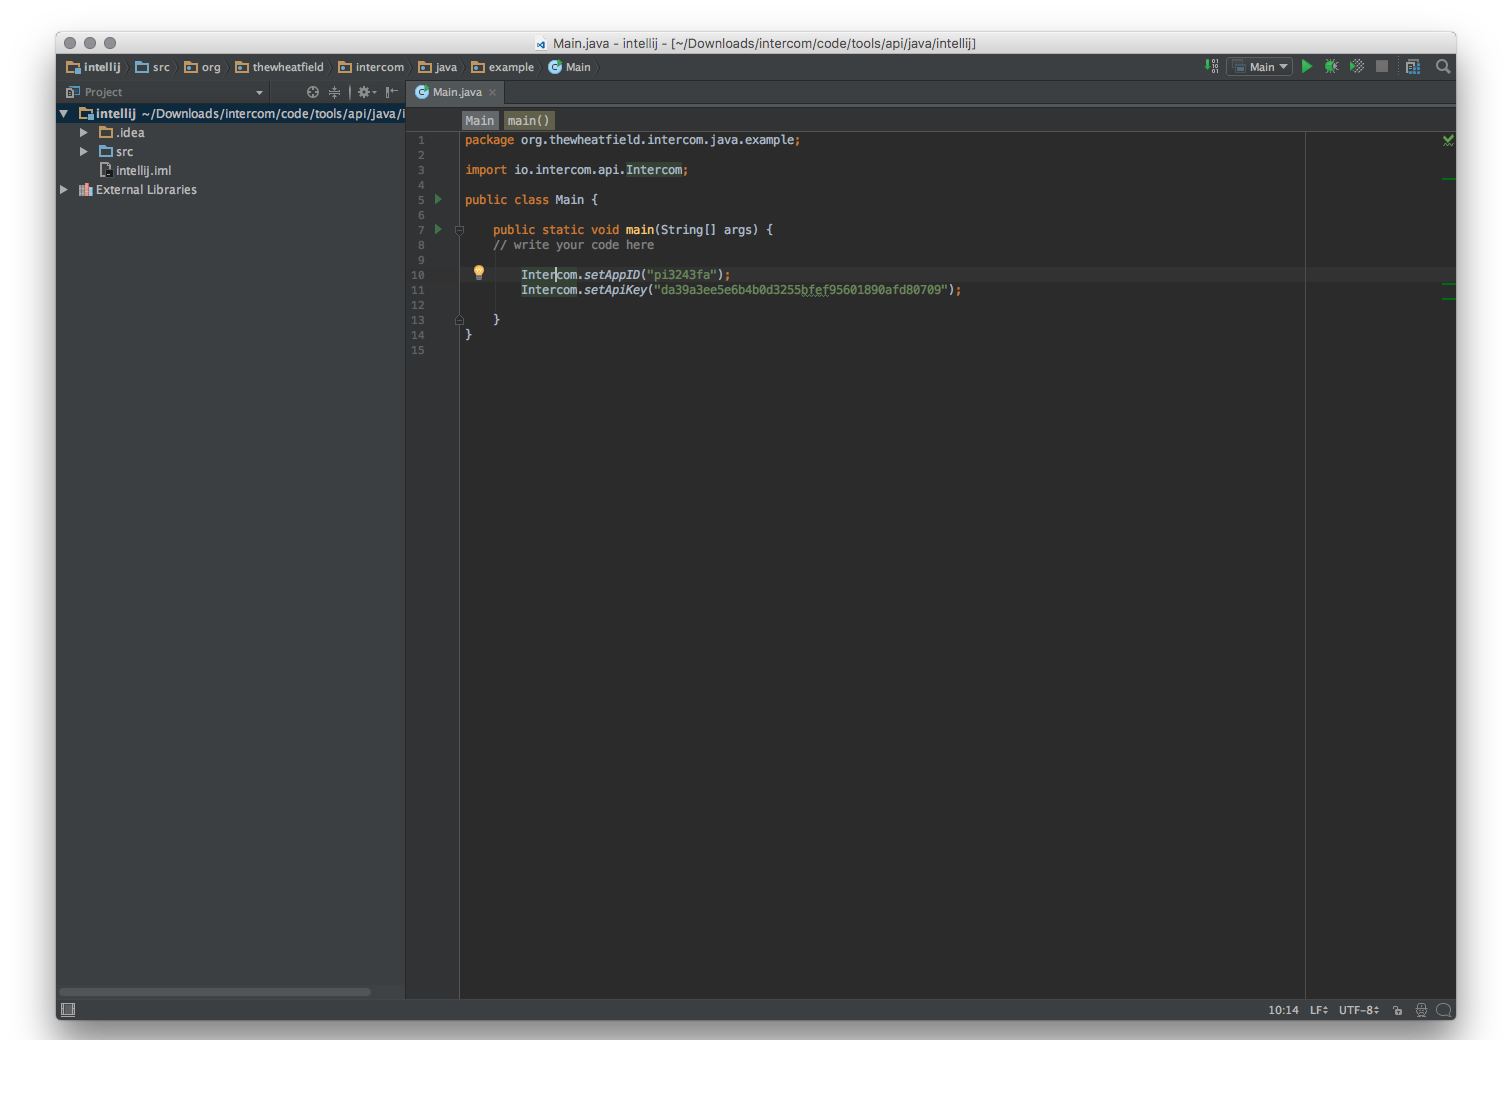 Main.java - intellij - [~/Downloads/intercom/code/tools/api/java/intellij]
intellij src org thewheatfield intercom java example Main Main
Project
Main.java
intellij ~/Downloads/intercom/code/tools/api/java/i
.idea
src
intellij.iml
External Libraries
Main main()
1 package org.thewheatfield.intercom.java.example;
2
3 import io.intercom.api.Intercom;
4
5 public class Main {
6
7 public static void main(String[] args) {
8 // write your code here
9
10 Intercom.setAppID("pi3243fa");
11 Intercom.setApiKey("da39a3ee5e6b4b0d3255bfef95601890afd80709");
12
13 }
14 }
15
10:14 LF UTF-8